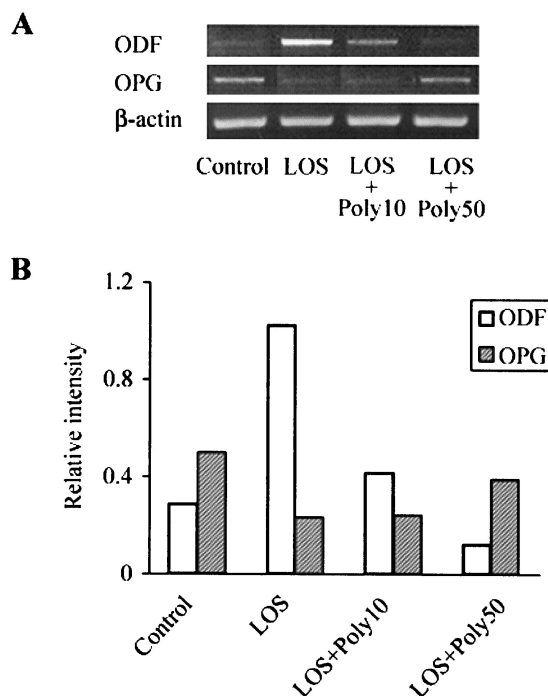 A
ODF
OPG
β-actin
Control LOS LOS + Poly10 LOS + Poly50
B
1.2
0.8
0.4
0
Relative intensity
ODF
OPG
Control
LOS
LOS+Poly10
LOS+Poly50